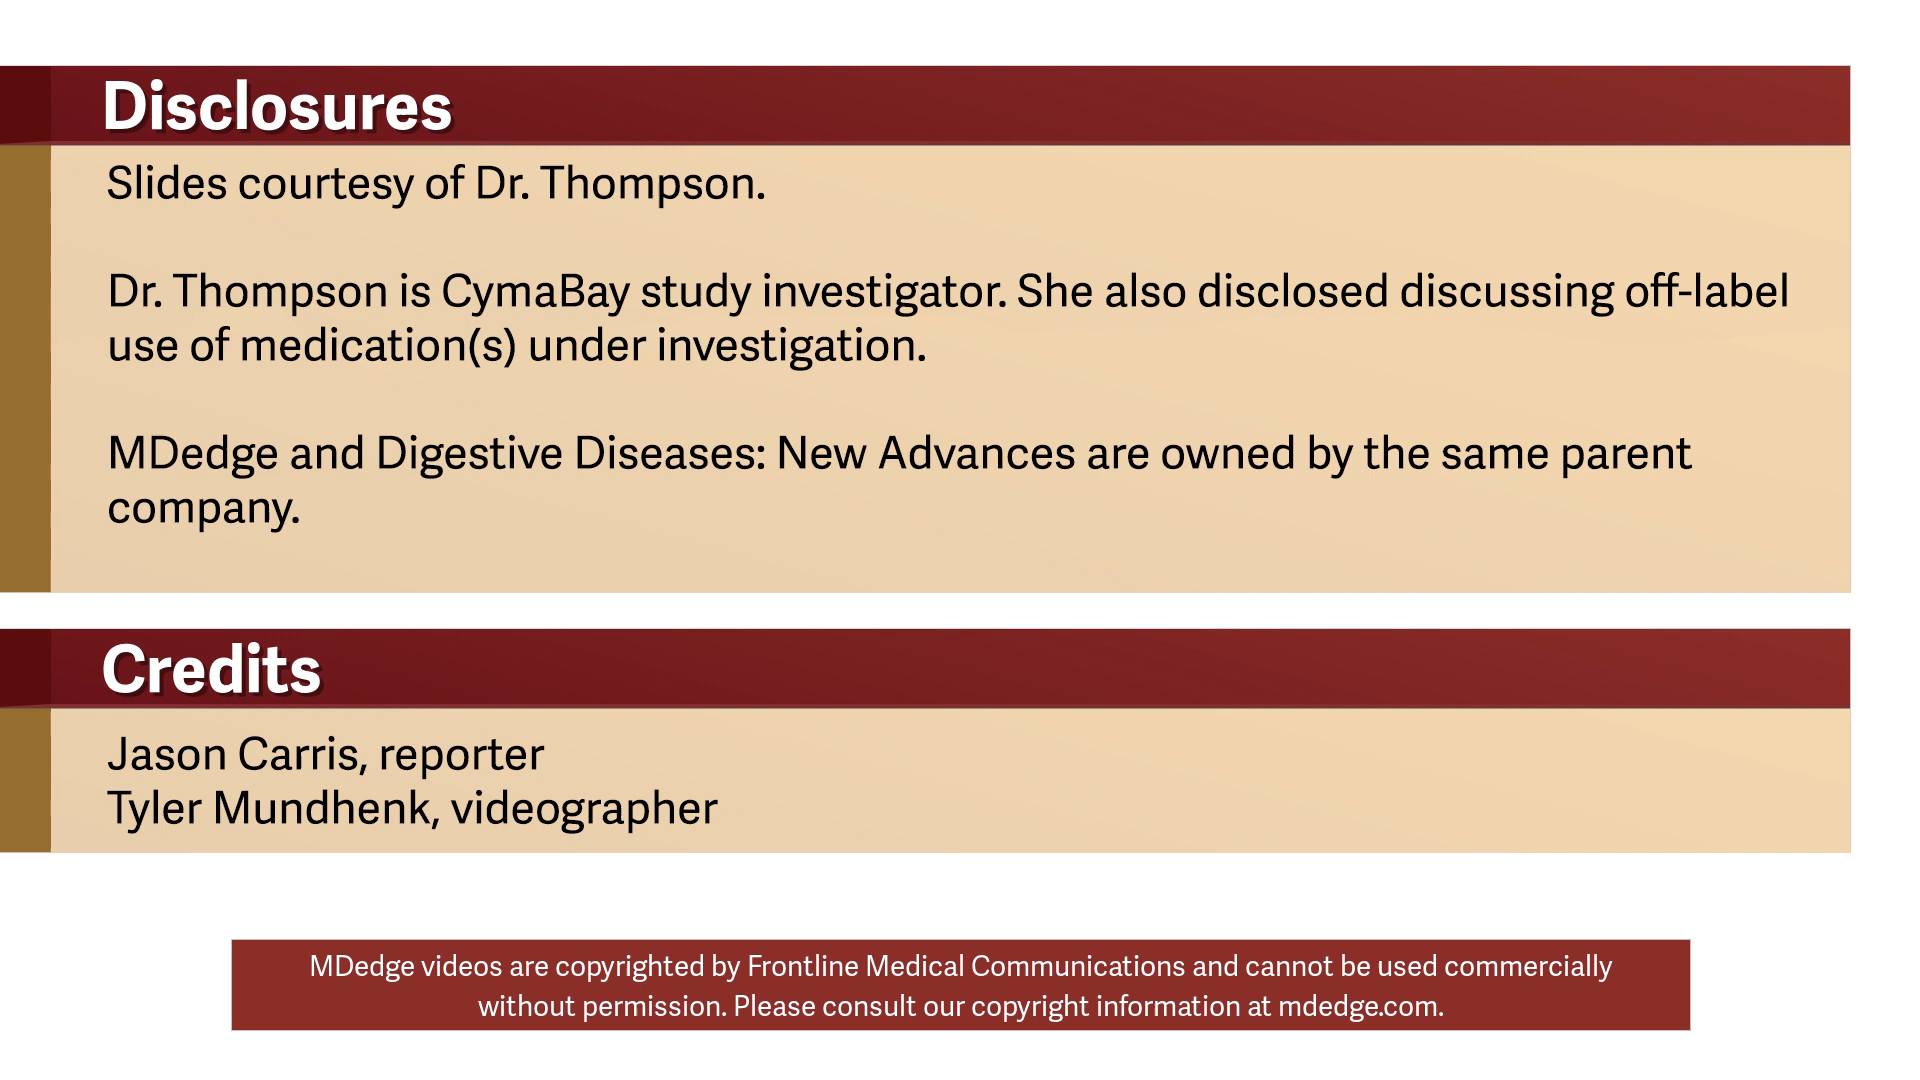 Disclosures
Slides courtesy of Dr. Thompson.
Dr. Thompson is CymaBay study investigator. She also disclosed discussing off-label
use of medication(s) under investigation.
MDedge and Digestive Diseases: New Advances are owned by the same parent
company.
Credits
Jason Carris, reporter
Tyler Mundhenk, videographer
MDedge videos are copyrighted by Frontline Medical Communications and cannot be used commercially
without permission. Please consult our copyright information at mdedge.com.